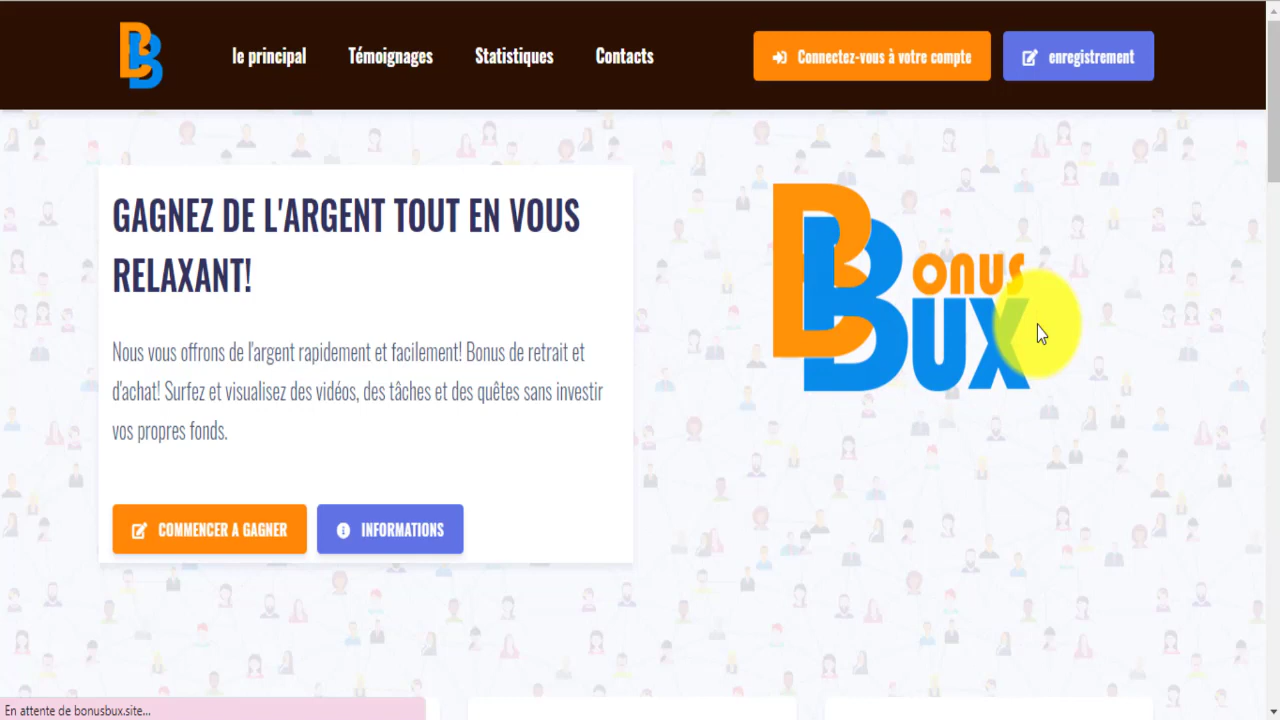 le principal
Témoignages
Statistiques
Contacts
Connectez-vous à votre compte
enregistrement
GAGNEZ DE L'ARGENT TOUT EN VOUS
RELAXANT!
Nous vous offrons de l'argent rapidement et facilement! Bonus de retrait et
d'achat! Surfez et visualisez des vidéos, des tâches et des quêtes sans investir
vos propres fonds.
COMMENCER A GAGNER
INFORMATIONS
BONUS
BUX
En attente de bonusbux.site...